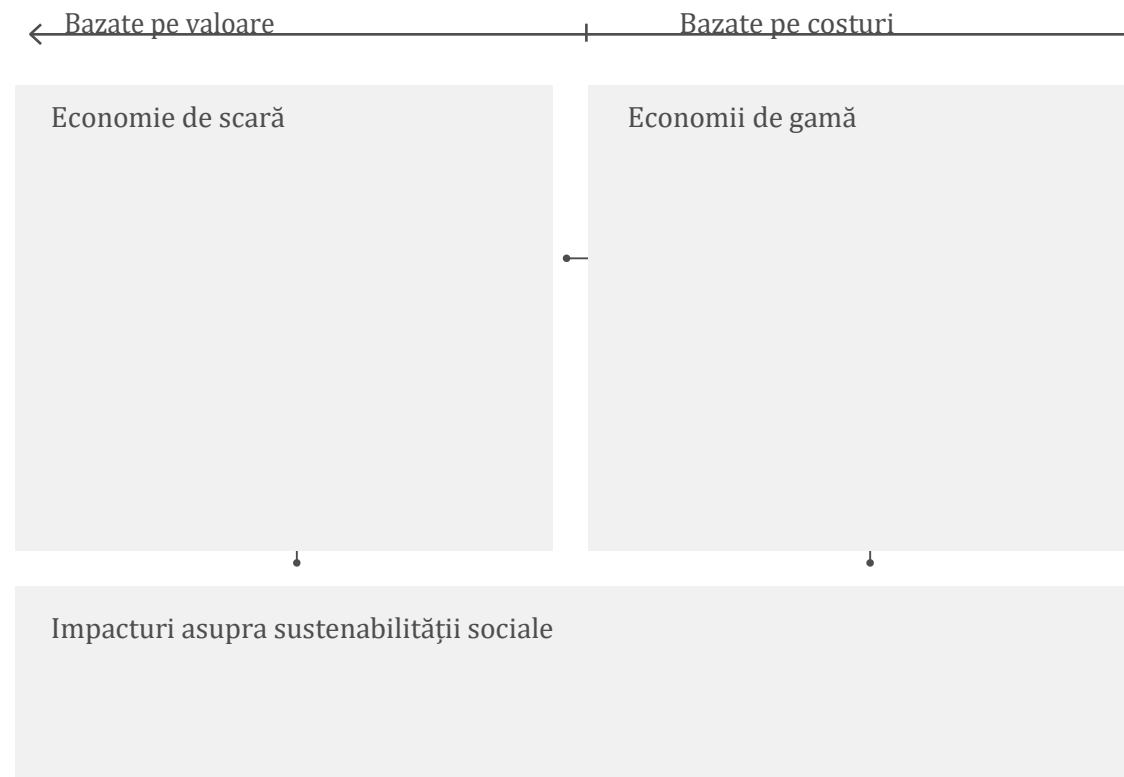 Bazate pe valoare
Bazate pe costuri
Economie de scară
Economii de gamă
Impacturi asupra sustenabilității sociale